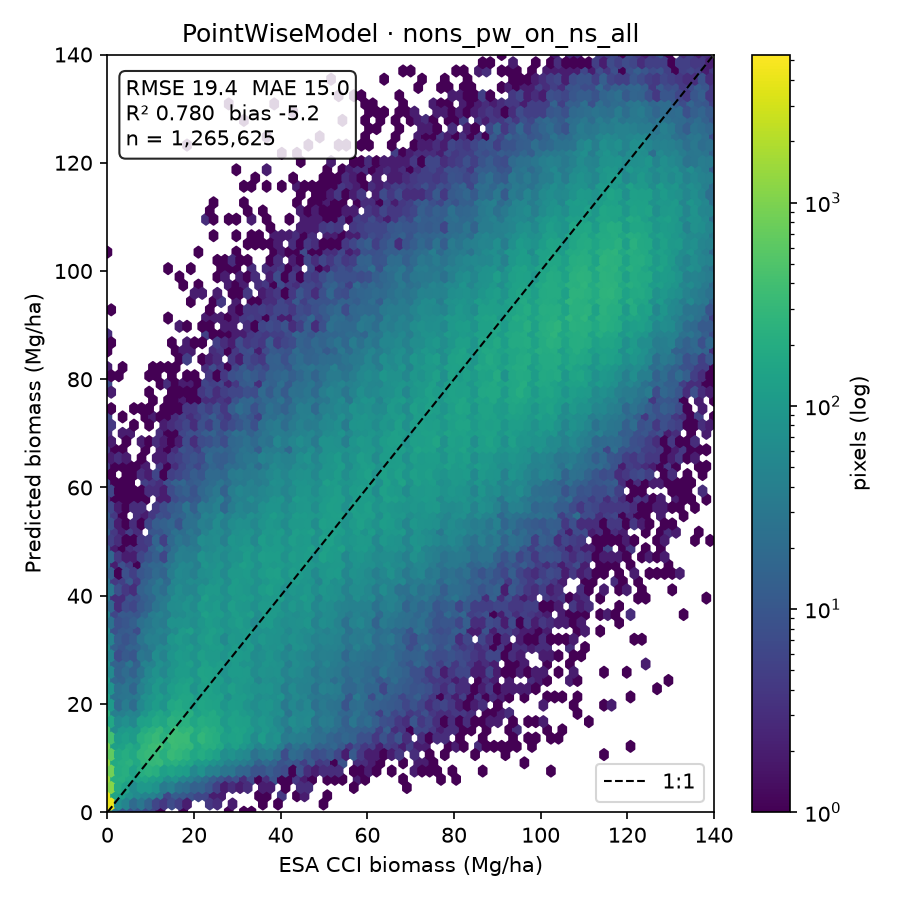 PointWiseModel · nons_pw_on_ns_all
RMSE 19.4  MAE 15.0
R² 0.780  bias -5.2
n = 1,265,625
Predicted biomass (Mg/ha)
140
120
100
80
60
40
20
0
0 20 40 60 80 100 120 140
ESA CCI biomass (Mg/ha)
1:1
10³
10²
10¹
10⁰
pixels (log)